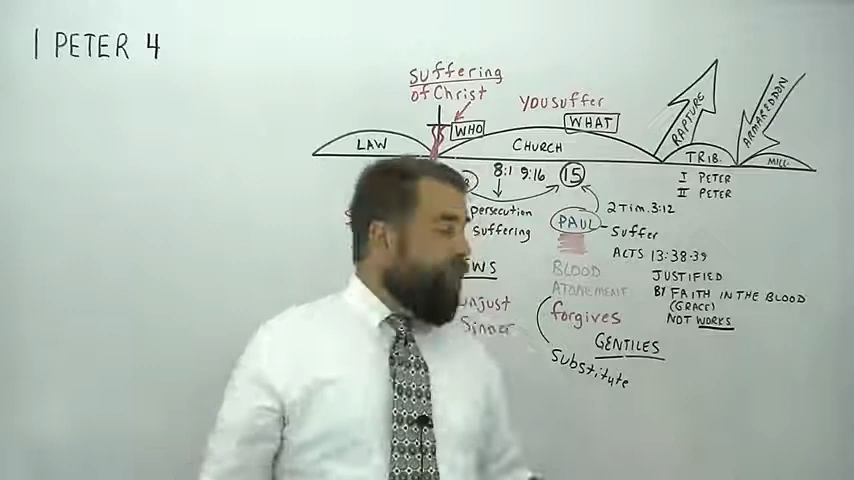 1 PETER 4
Suffering
of Christ
YOU SUFFER
WHO
WHAT
LAW
CHURCH
RAPTURE
TRIB.
ARMAGEDDON
MILL.
I PETER
II PETER
8:1 9:16
15
persecution
suffering
PAUL
2 Tim. 3:12
Suffer
ACTS 13:38-39
JUSTIFIED
BY FAITH IN THE BLOOD
(GRACE)
NOT WORKS
BLOOD
ATONEMENT
forgives
GENTILES
Substitute
unjust
Sinner